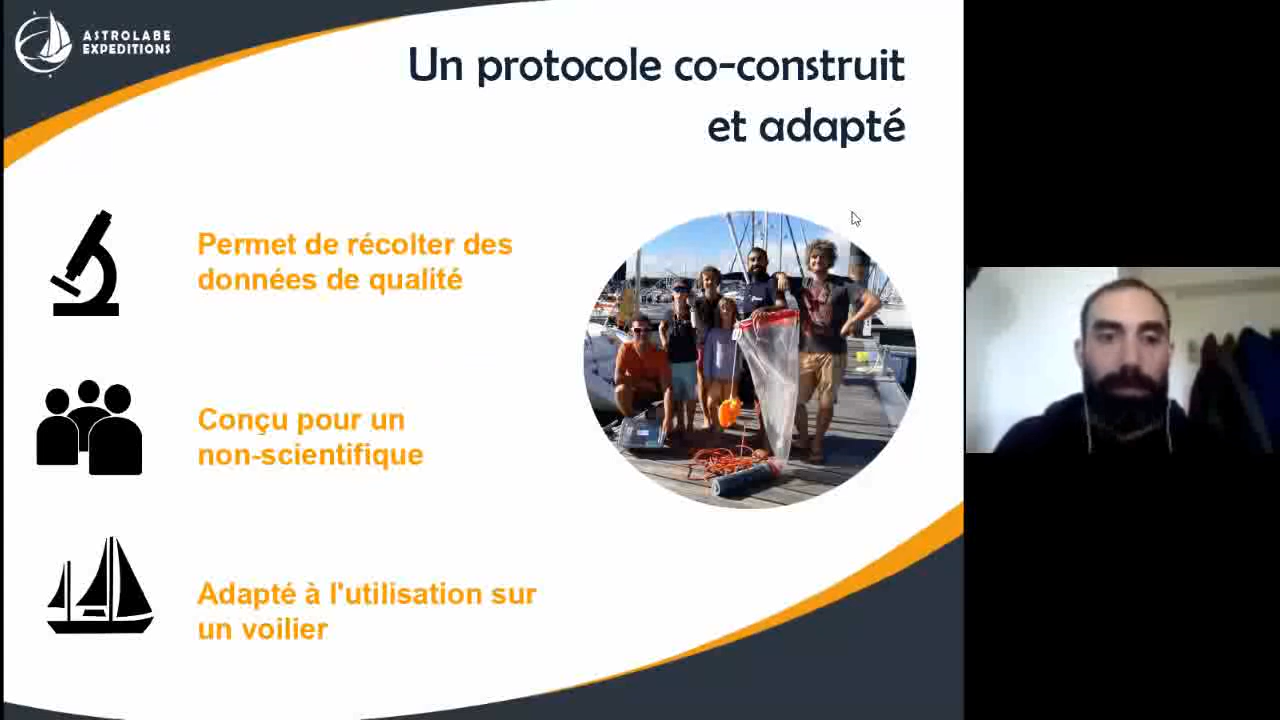 ASTROLABE
EXPEDITIONS
Un protocole co-construit
et adapté
Permet de récolter des
données de qualité
Conçu pour un
non-scientifique
Adapté à l'utilisation sur
un voilier